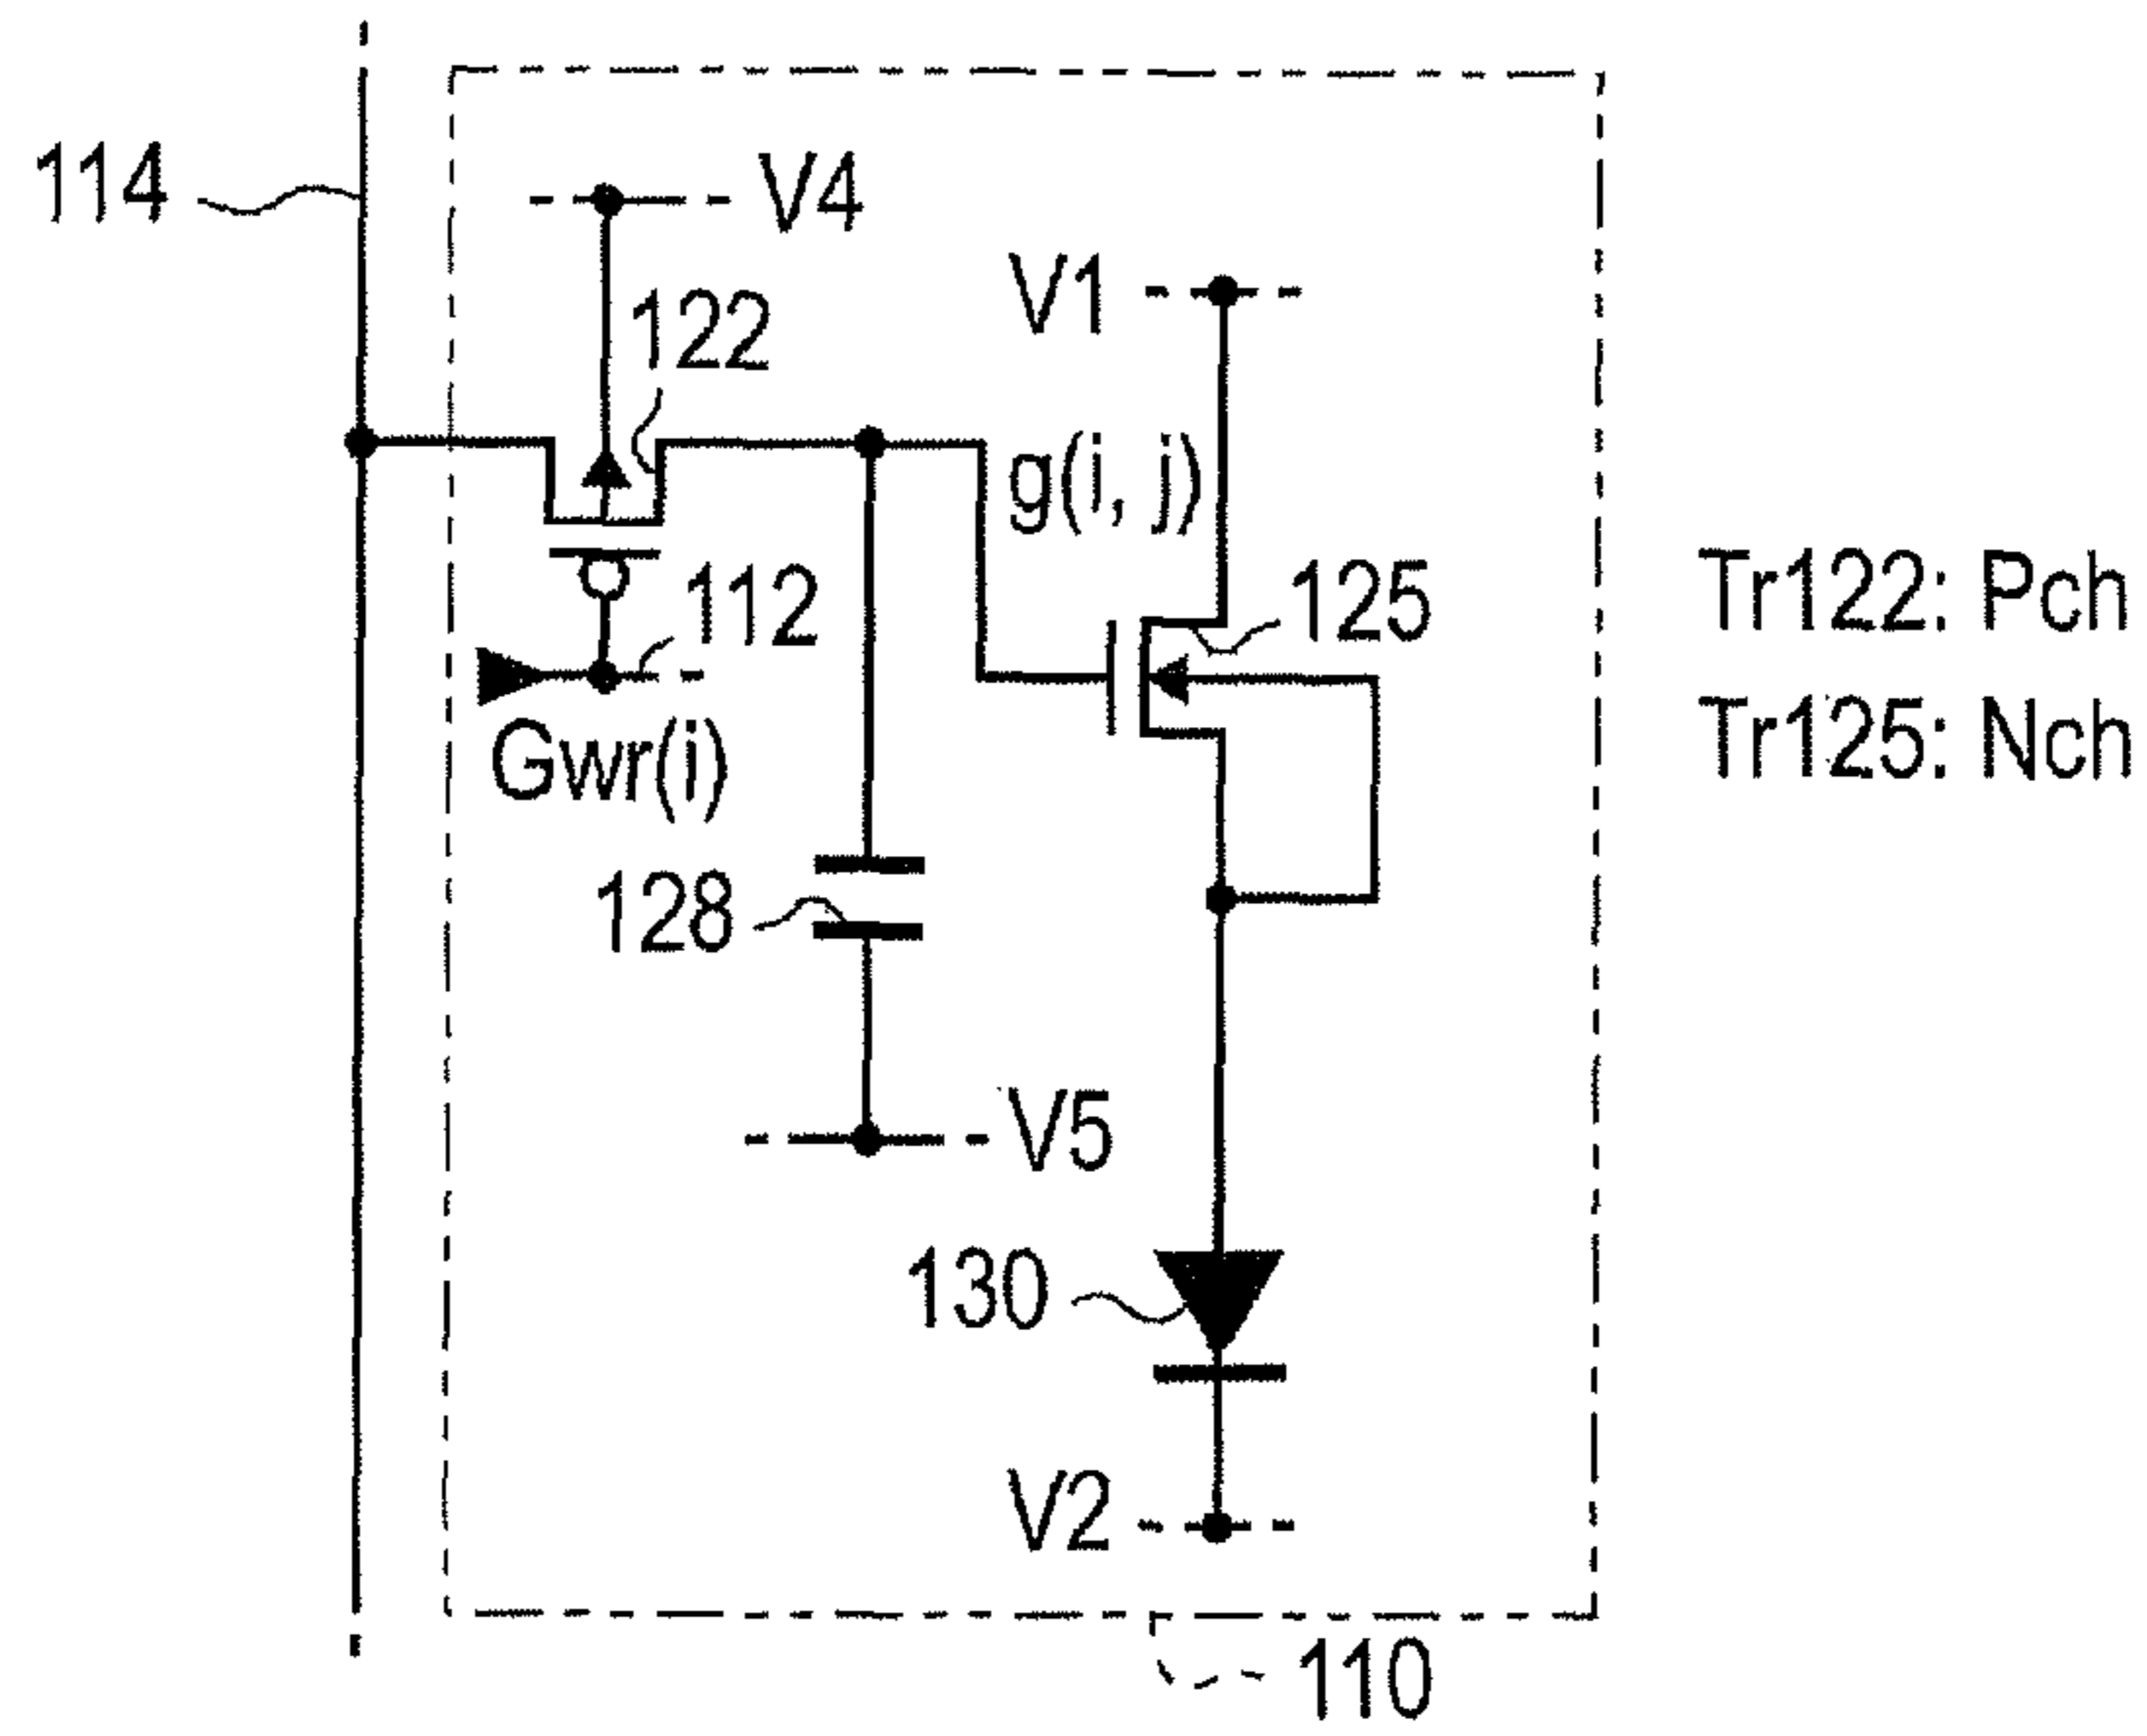 114
V4
122
V1
g(i, j)
112
125
Tr122: Pch
Gwr(i)
Tr125: Nch
128
V5
130
V2
110